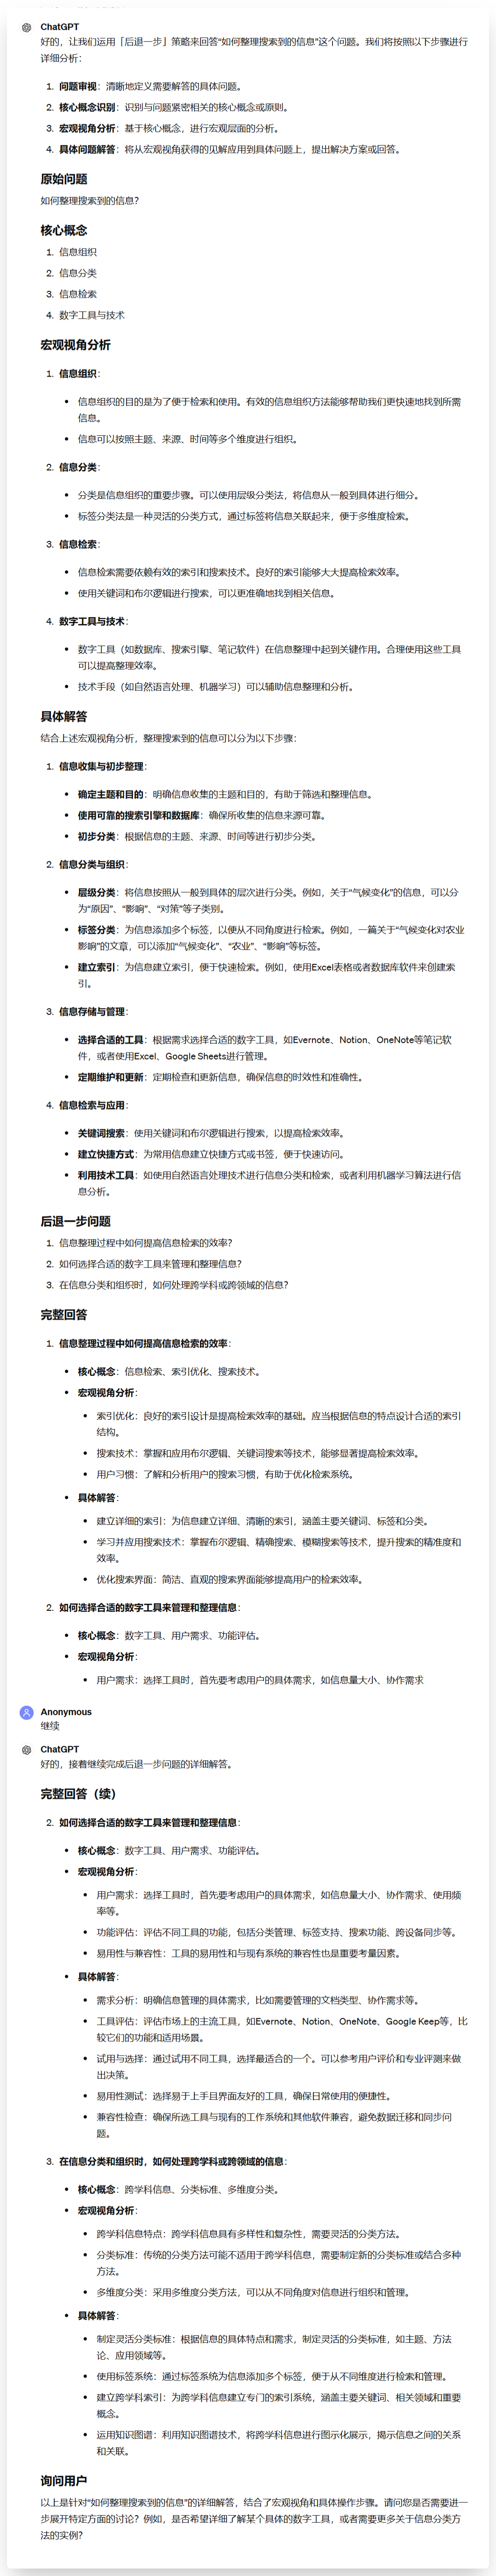 ChatGPT
好的，让我们运用「后退一步」策略来回答“如何整理搜索到的信息”这个问题。我们将按照以下步骤进行
详细分析：
1. 问题审视：清晰地定义需要解答的具体问题。
2. 核心概念识别：识别与问题紧密相关的核心概念或原则。
3. 宏观视角分析：基于核心概念，进行宏观层面的分析。
4. 具体问题解答：将从宏观视角获得的见解应用到具体问题上，提出解决方案或回答。
原始问题
如何整理搜索到的信息？
核心概念
1. 信息组织
2. 信息分类
3. 信息检索
4. 数字工具与技术
宏观视角分析
1. 信息组织：
• 信息组织的目的是为了便于检索和使用。有效的信息组织方法能够帮助我们更快速地找到所需
信息。
• 信息可以按照主题、来源、时间等多个维度进行组织。
2. 信息分类：
• 分类是信息组织的重要步骤。可以使用层级分类法，将信息从一般到具体进行细分。
• 标签分类法是一种灵活的分类方式，通过标签将信息关联起来，便于多维度检索。
3. 信息检索：
• 信息检索需要依赖有效的索引和搜索技术。良好的索引能够大大提高检索效率。
• 使用关键词和布尔逻辑进行搜索，可以更准确地找到相关信息。
4. 数字工具与技术：
• 数字工具（如数据库、搜索引擎、笔记软件）在信息整理中起到关键作用。合理使用这些工具
可以提高整理效率。
• 技术手段（如自然语言处理、机器学习）可以辅助信息整理和分析。
具体解答
结合上述宏观视角分析，整理搜索到的信息可以分为以下步骤：
1. 信息收集与初步整理：
• 确定主题和目的：明确信息收集的主题和目的，有助于筛选和整理信息。
• 使用可靠的搜索引擎和数据库：确保所收集的信息来源可靠。
• 初步分类：根据信息的主题、来源、时间等进行初步分类。
2. 信息分类与组织：
• 层级分类：将信息按照从一般到具体的层次进行分类。例如，关于“气候变化”的信息，可以分
为“原因”、“影响”、“对策”等子类别。
• 标签分类：为信息添加多个标签，以便从不同角度进行检索。例如，一篇关于“气候变化对农业
影响”的文章，可以添加“气候变化”、“农业”、“影响”等标签。
• 建立索引：为信息建立索引，便于快速检索。例如，使用Excel表格或者数据库软件来创建索
引。
3. 信息存储与管理：
• 选择合适的工具：根据需求选择合适的数字工具，如Evernote、Notion、OneNote等笔记软
件，或者使用Excel、Google Sheets进行管理。
• 定期维护和更新：定期检查和更新信息，确保信息的时效性和准确性。
4. 信息检索与应用：
• 关键词搜索：使用关键词和布尔逻辑进行搜索，以提高检索效率。
• 建立快捷方式：为常用信息建立快捷方式或书签，便于快速访问。
• 利用技术工具：如使用自然语言处理技术进行信息分类和检索，或者利用机器学习算法进行信
息分析。
后退一步问题
1. 信息整理过程中如何提高信息检索的效率？
2. 如何选择合适的数字工具来管理和整理信息？
3. 在信息分类和组织时，如何处理跨学科或跨领域的信息？
完整回答
1. 信息整理过程中如何提高信息检索的效率：
• 核心概念：信息检索、索引优化、搜索技术。
• 宏观视角分析：
• 索引优化：良好的索引设计是提高检索效率的基础。应当根据信息的特点设计合适的索引
结构。
• 搜索技术：掌握和应用布尔逻辑、关键词搜索等技术，能够显著提高检索效率。
• 用户习惯：了解和分析用户的搜索习惯，有助于优化检索系统。
• 具体解答：
• 建立详细的索引：为信息建立详细、清晰的索引，涵盖主要关键词、标签和分类。
• 学习并应用搜索技术：掌握布尔逻辑、精确搜索、模糊搜索等技术，提升搜索的精准度和
效率。
• 优化搜索界面：简洁、直观的搜索界面能够提高用户的检索效率。
2. 如何选择合适的数字工具来管理和整理信息：
• 核心概念：数字工具、用户需求、功能评估。
• 宏观视角分析：
• 用户需求：选择工具时，首先要考虑用户的具体需求，如信息量大小、协作需求
Anonymous
继续
ChatGPT
好的，接着继续完成后退一步问题的详细解答。
完整回答（续）
2. 如何选择合适的数字工具来管理和整理信息：
• 核心概念：数字工具、用户需求、功能评估。
• 宏观视角分析：
• 用户需求：选择工具时，首先要考虑用户的具体需求，如信息量大小、协作需求、使用频
率等。
• 功能评估：评估不同工具的功能，包括分类管理、标签支持、搜索功能、跨设备同步等。
• 易用性与兼容性：工具的易用性和与现有系统的兼容性也是重要考量因素。
• 具体解答：
• 需求分析：明确信息管理的具体需求，比如需要管理的文档类型、协作需求等。
• 工具评估：评估市场上的主流工具，如Evernote、Notion、OneNote、Google Keep等，比
较它们的功能和适用场景。
• 试用与选择：通过试用不同工具，选择最适合的一个。可以参考用户评价和专业评测来做
出决策。
• 易用性测试：选择易于上手且界面友好的工具，确保日常使用的便捷性。
• 兼容性检查：确保所选工具与现有的工作系统和其他软件兼容，避免数据迁移和同步问
题。
3. 在信息分类和组织时，如何处理跨学科或跨领域的信息：
• 核心概念：跨学科信息、分类标准、多维度分类。
• 宏观视角分析：
• 跨学科信息特点：跨学科信息具有多样性和复杂性，需要灵活的分类方法。
• 分类标准：传统的分类方法可能不适用于跨学科信息，需要制定新的分类标准或结合多种
方法。
• 多维度分类：采用多维度分类方法，可以从不同角度对信息进行组织和管理。
• 具体解答：
• 制定灵活分类标准：根据信息的具体特点和需求，制定灵活的分类标准，如主题、方法
论、应用领域等。
• 使用标签系统：通过标签系统为信息添加多个标签，便于从不同维度进行检索和管理。
• 建立跨学科索引：为跨学科信息建立专门的索引系统，涵盖主要关键词、相关领域和重要
概念。
• 运用知识图谱：利用知识图谱技术，将跨学科信息进行图示化展示，揭示信息之间的关系
和关联。
询问用户
以上是针对“如何整理搜索到的信息”的详细解答，结合了宏观视角和具体操作步骤。请问您是否需要进一
步展开特定方面的讨论？例如，是否希望详细了解某个具体的数字工具，或者需要更多关于信息分类方
法的实例？